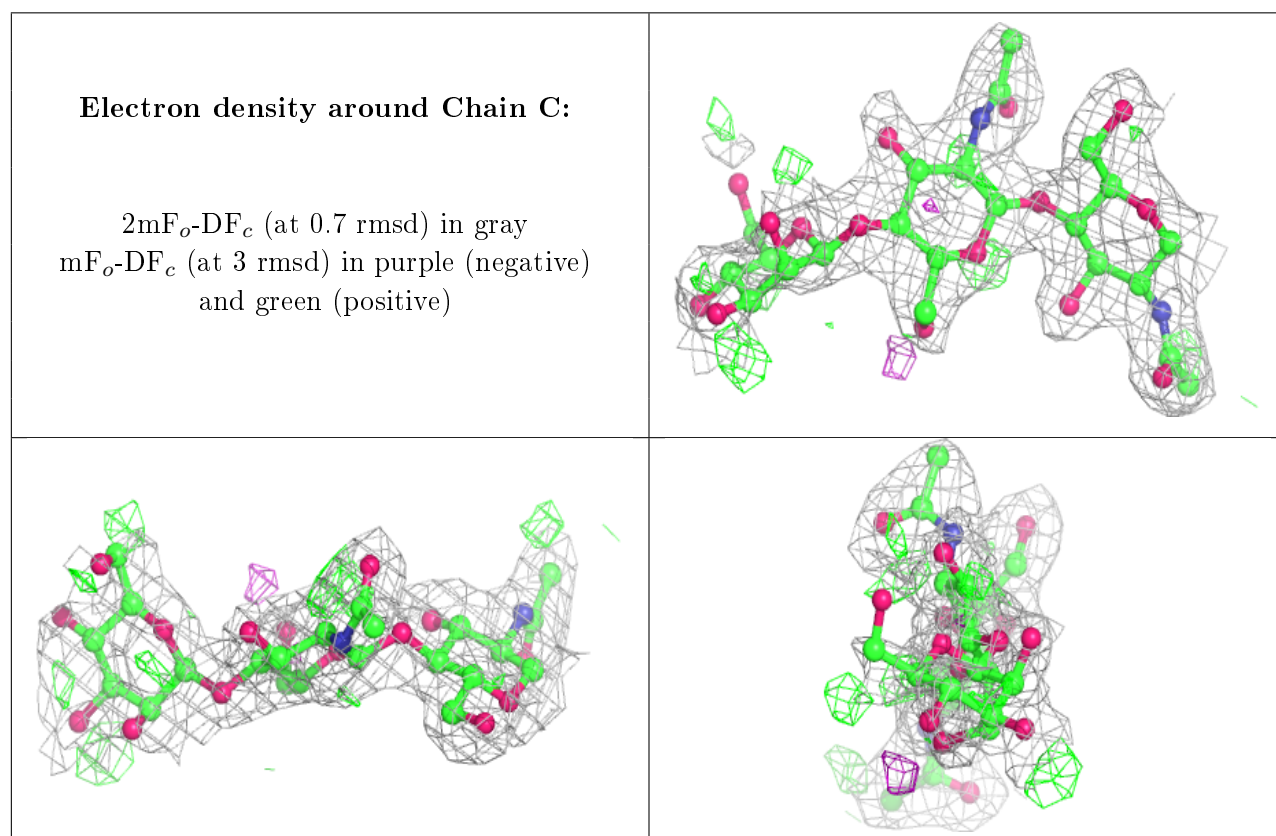 Electron density around Chain C:
2mFₒ-DF𝒸 (at 0.7 rmsd) in gray
mFₒ-DF𝒸 (at 3 rmsd) in purple (negative)
and green (positive)